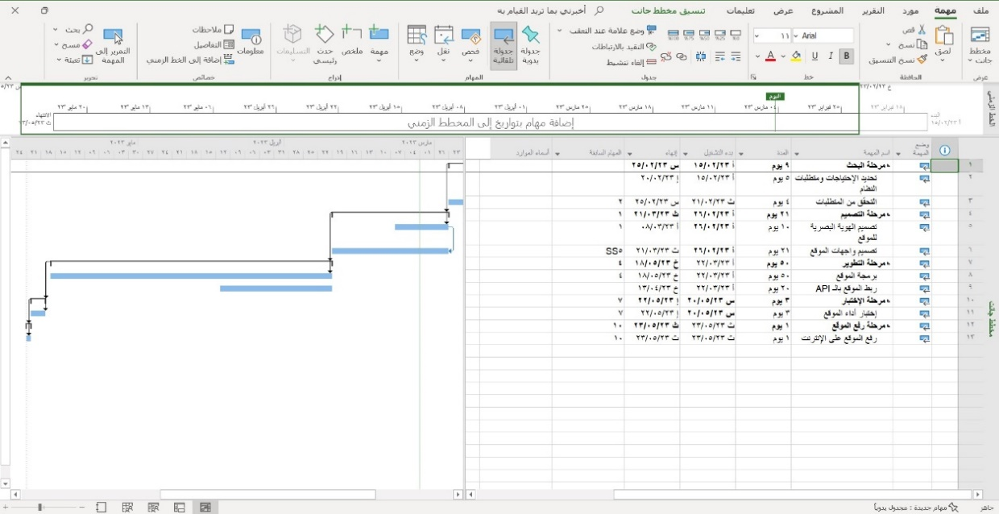 ملف مهمة مورد التقرير المشروع عرض تعليمات تنسيق مخطط جانت أخبرني بما تريد القيام به
مخطط جانت
عرض
لصق
قص
نسخ
نسخ التنسيق
الحافظة
Arial ١١
B I U A
خط
وضع علامة عند التعقب
التقيد بالارتباطات
إلغاء تنشيط
جدول
جدولة يدوية
جدولة تلقائية
المهام
فحص
نقل
وضع
مهمة
ملخص
حدث رئيسي
التسليمات
إدراج
معلومات
ملاحظات
التفاصيل
إضافة إلى الخط الزمني
خصائص
التمرير إلى المهمة
بحث
مسح
تعبئة
تحرير
الخط الزمني
اليوم
١٨ فبراير ٢٣ ٢٥ فبراير ٢٣ ٠٤ مارس ٢٣ ١١ مارس ٢٣ ١٨ مارس ٢٣ ٢٥ مارس ٢٣ ٠١ أبريل ٢٣ ٠٨ أبريل ٢٣ ١٥ أبريل ٢٣ ٢٢ أبريل ٢٣ ٢٩ أبريل ٢٣ ٠٦ مايو ٢٣ ١٣ مايو ٢٣ ٢٠ مايو ٢٣
البدء
أ ١٥/٠٢/٢٣
إضافة مهام بتواريخ إلى المخطط الزمني
الانتهاء
ث ٢٣/٠٥/٢٣
وضع المهمة اسم المهمة المدة بدء التشغيل إنهاء المهام السابقة أسماء الموارد
مارس ٢٠٢٣ أبريل ٢٠٢٣ مايو ٢٠٢٣
١ مرحلة البحث ٩ يوم أ ١٥/٠٢/٢٣ س ٢٥/٠٢/٢٣
٢ تحديد الإحتياجات ومتطلبات النظام ٥ يوم أ ١٥/٠٢/٢٣ إ ٢٠/٠٢/٢٣
٣ التحقق من المتطلبات ٤ يوم ث ٢١/٠٢/٢٣ س ٢٥/٠٢/٢٣ ٢
٤ مرحلة التصميم ٢١ يوم أ ٢٦/٠٢/٢٣ ث ٢١/٠٣/٢٣ ١
٥ تصميم الهوية البصرية للموقع ١٠ يوم أ ٢٦/٠٢/٢٣ أ ٠٨/٠٣/٢٣ ١
٦ تصميم واجهات الموقع ٢١ يوم أ ٢٦/٠٢/٢٣ ث ٢١/٠٣/٢٣ SS٥
٧ مرحلة التطوير ٥٠ يوم أ ٢٢/٠٣/٢٣ خ ١٨/٠٥/٢٣ ٤
٨ برمجة الموقع ٥٠ يوم أ ٢٢/٠٣/٢٣ خ ١٨/٠٥/٢٣ ٤
٩ ربط الموقع بالـ API ٢٠ يوم أ ٢٢/٠٣/٢٣ خ ١٣/٠٤/٢٣
١٠ مرحلة الإختبار ٣ يوم س ٢٠/٠٥/٢٣ إ ٢٢/٠٥/٢٣ ٧
١١ إختبار أداء الموقع ٣ يوم س ٢٠/٠٥/٢٣ إ ٢٢/٠٥/٢٣ ٧
١٢ مرحلة رفع الموقع ١ يوم ث ٢٣/٠٥/٢٣ ث ٢٣/٠٥/٢٣ ١٠
١٣ رفع الموقع على الإنترنت ١ يوم ث ٢٣/٠٥/٢٣ ث ٢٣/٠٥/٢٣ ١٠
مخطط جانت
حاضر مهام جديدة : مجدول يدوياً